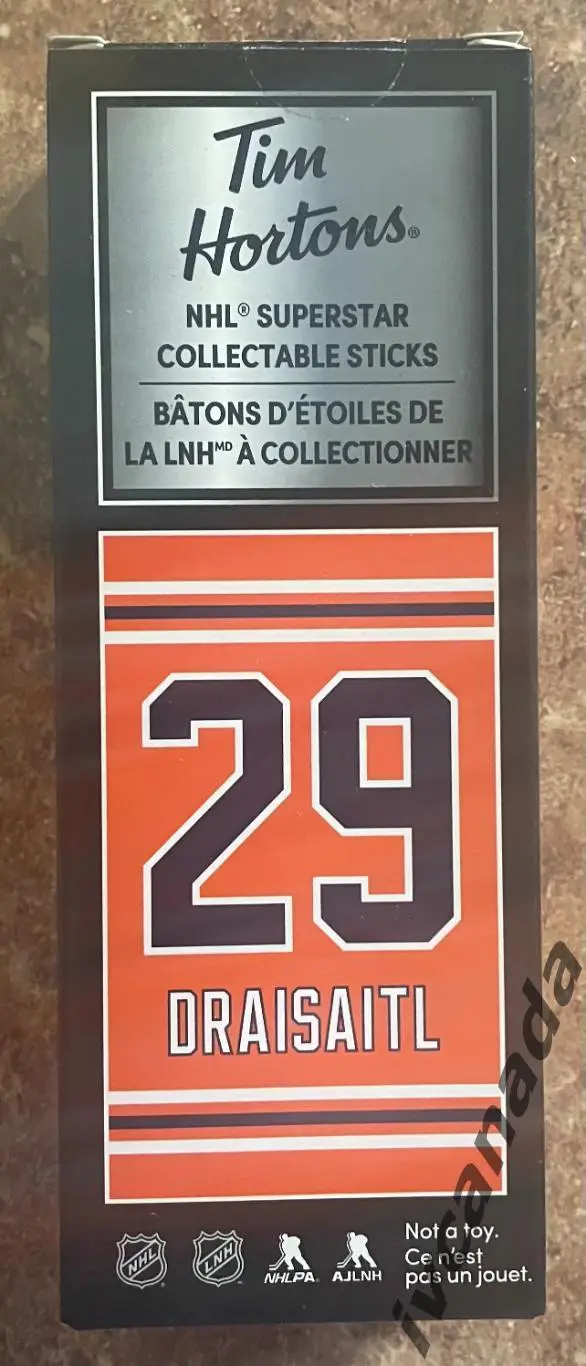 Tim
Hortons®
NHL® SUPERSTAR
COLLECTABLE STICKS
BÂTONS D'ÉTOILES DE
LA LNHᴹᴰ À COLLECTIONNER
29
DRAISAITL
NHL
LNH
NHLPA
AJLNH
Not a toy.
Ce n'est
pas un jouet.
ivcanada